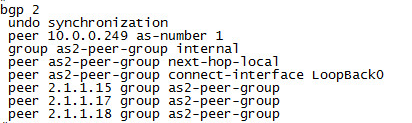 bgp 2
undo synchronization
peer 10.0.0.249 as-number 1
group as2-peer-group internal
peer as2-peer-group next-hop-local
peer as2-peer-group connect-interface LoopBack0
peer 2.1.1.15 group as2-peer-group
peer 2.1.1.17 group as2-peer-group
peer 2.1.1.18 group as2-peer-group